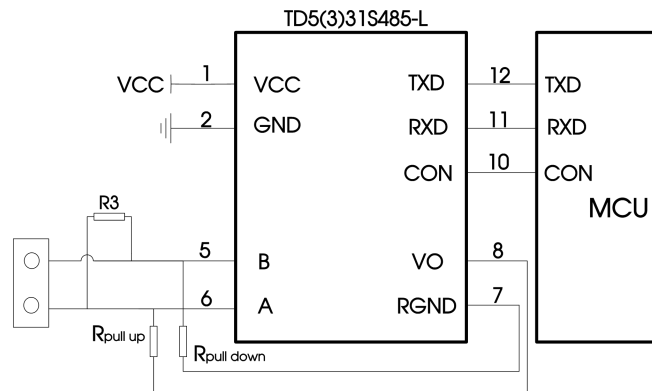 TD5(3)31S485-L
VCC 1 VCC TXD 12 TXD
2 GND RXD 11 RXD
CON 10 CON
MCU
R3
5 B VO 8
6 A RGND 7
Rpull up
Rpull down